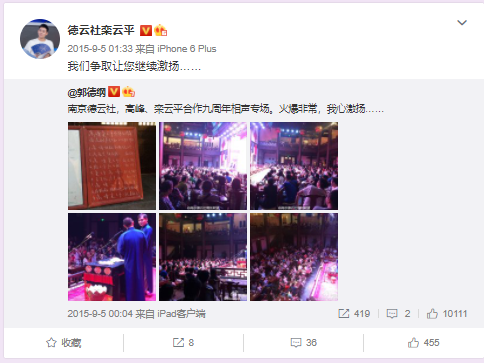 德云社栾云平
2015-9-5 01:33 来自 iPhone 6 Plus
我们争取让您继续激扬……
@郭德纲
南京德云社，高峰、栾云平合作九周年相声专场。火爆非常，我心激扬……
2015-9-5 00:04 来自 iPad客户端
419 2 10111
收藏 8 36 455